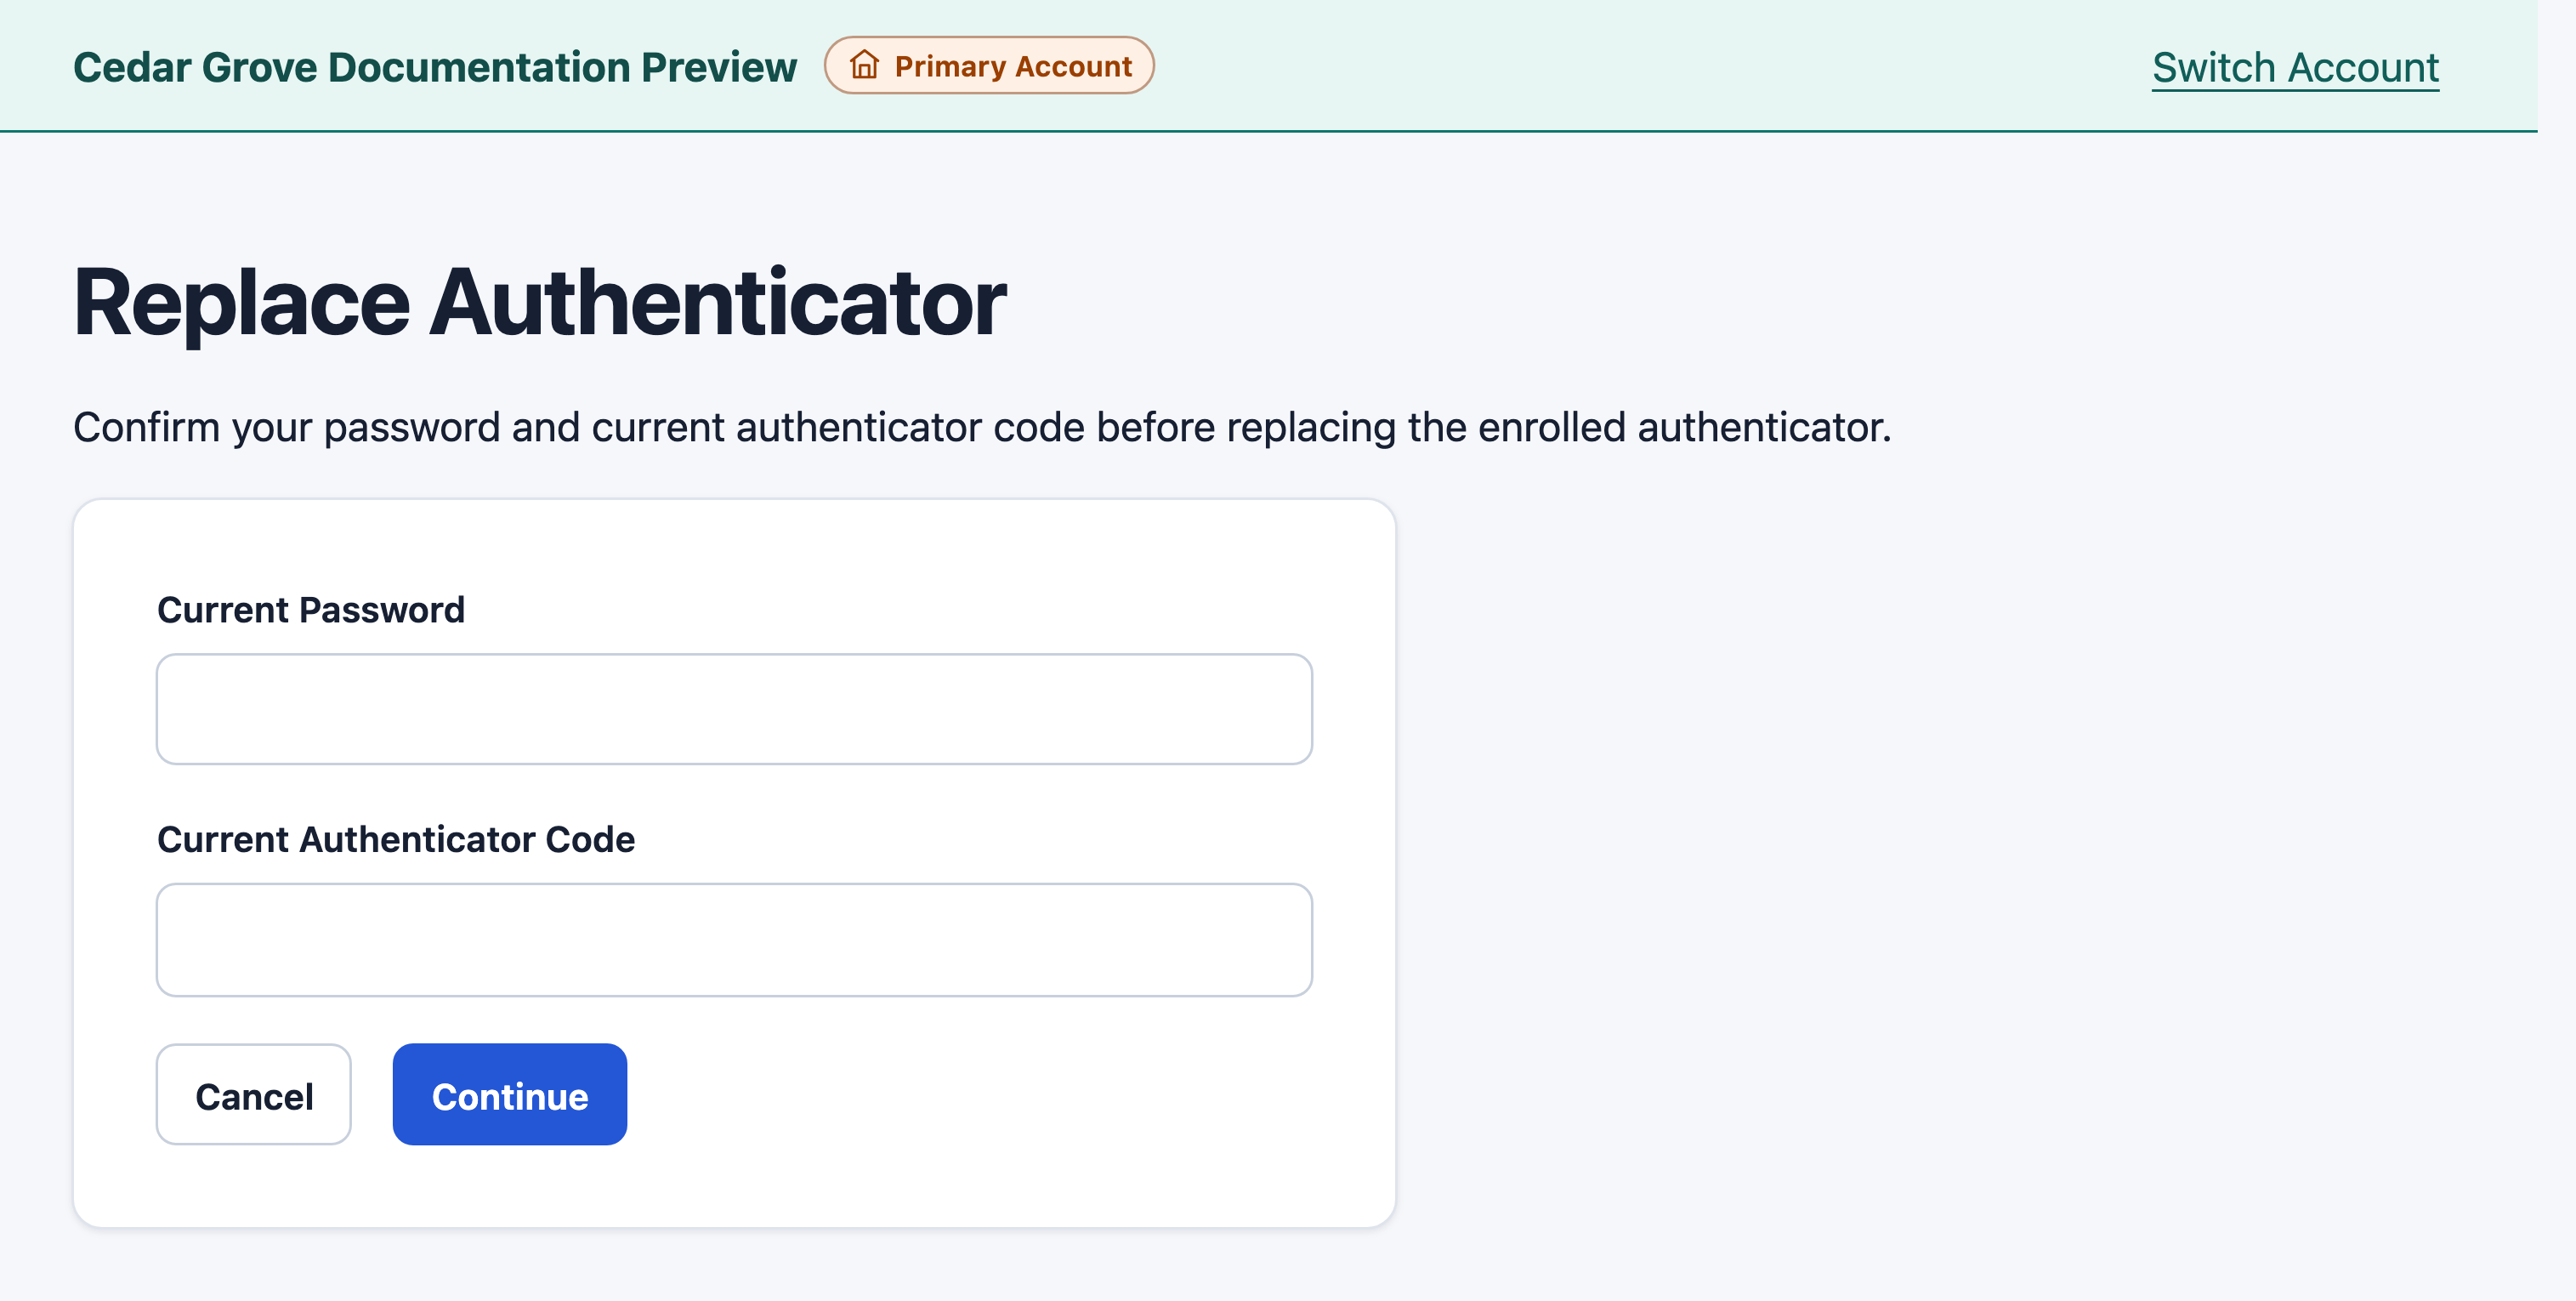 Cedar Grove Documentation Preview
Primary Account
Switch Account
Replace Authenticator
Confirm your password and current authenticator code before replacing the enrolled authenticator.
Current Password
Current Authenticator Code
Cancel
Continue